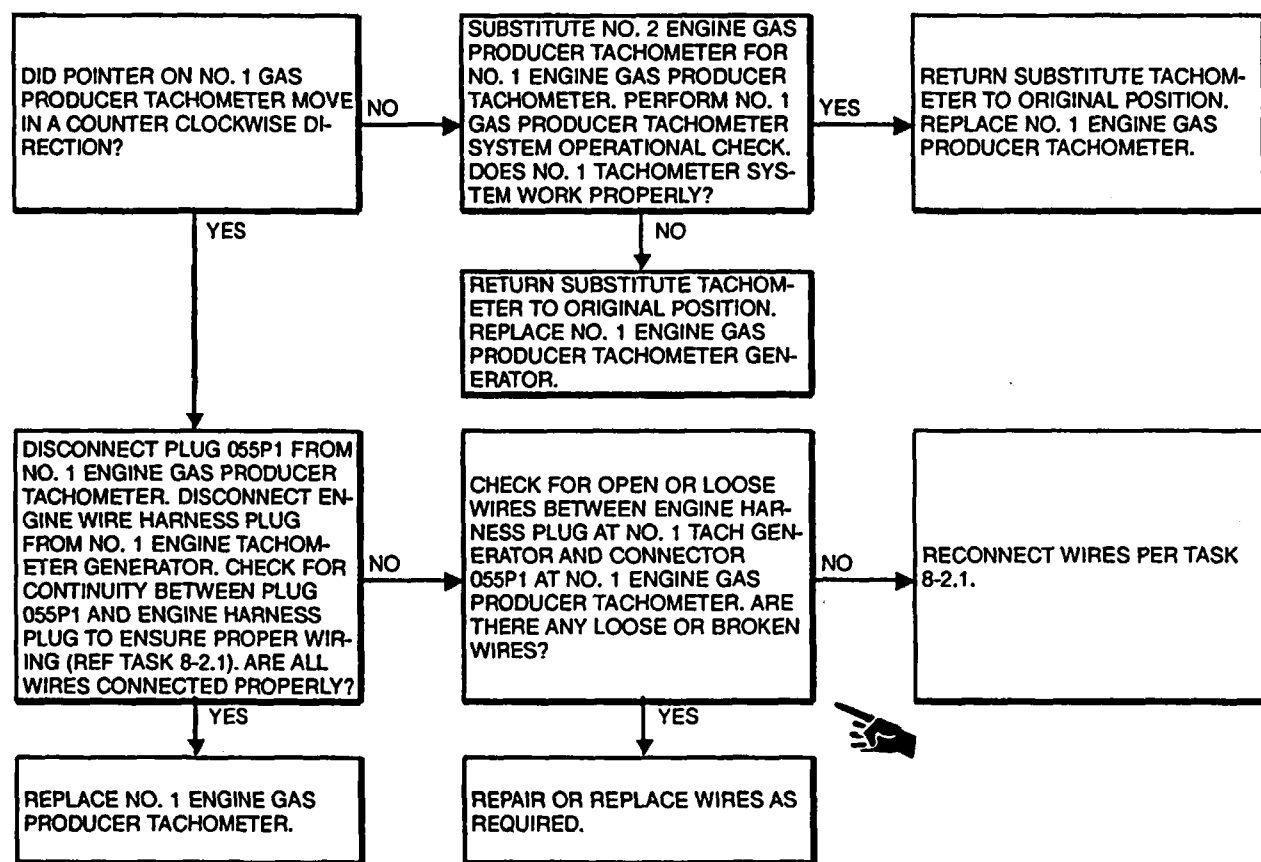 DID POINTER ON NO. 1 GAS
PRODUCER TACHOMETER MOVE
IN A COUNTER CLOCKWISE DI-
RECTION?
NO
SUBSTITUTE NO. 2 ENGINE GAS
PRODUCER TACHOMETER FOR
NO. 1 ENGINE GAS PRODUCER
TACHOMETER. PERFORM NO. 1
GAS PRODUCER TACHOMETER
SYSTEM OPERATIONAL CHECK.
DOES NO. 1 TACHOMETER SYS-
TEM WORK PROPERLY?
YES
RETURN SUBSTITUTE TACHOM-
ETER TO ORIGINAL POSITION.
REPLACE NO. 1 ENGINE GAS
PRODUCER TACHOMETER.
YES
NO
RETURN SUBSTITUTE TACHOM-
ETER TO ORIGINAL POSITION.
REPLACE NO. 1 ENGINE GAS
PRODUCER TACHOMETER GEN-
ERATOR.
DISCONNECT PLUG 055P1 FROM
NO. 1 ENGINE GAS PRODUCER
TACHOMETER. DISCONNECT EN-
GINE WIRE HARNESS PLUG
FROM NO. 1 ENGINE TACHOM-
ETER GENERATOR. CHECK FOR
CONTINUITY BETWEEN PLUG
055P1 AND ENGINE HARNESS
PLUG TO ENSURE PROPER WIR-
ING (REF TASK 8-2.1). ARE ALL
WIRES CONNECTED PROPERLY?
NO
CHECK FOR OPEN OR LOOSE
WIRES BETWEEN ENGINE HAR-
NESS PLUG AT NO. 1 TACH GEN-
ERATOR AND CONNECTOR
055P1 AT NO. 1 ENGINE GAS
PRODUCER TACHOMETER. ARE
THERE ANY LOOSE OR BROKEN
WIRES?
NO
RECONNECT WIRES PER TASK
8-2.1.
YES
YES
REPLACE NO. 1 ENGINE GAS
PRODUCER TACHOMETER.
REPAIR OR REPLACE WIRES AS
REQUIRED.